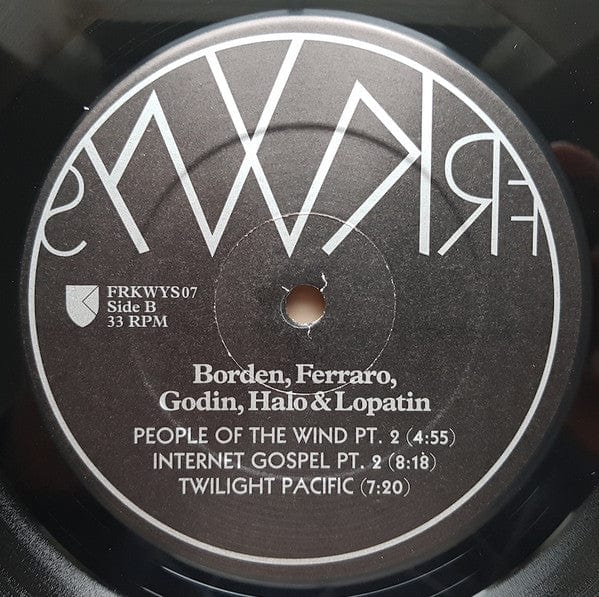 FRKWYS
FRKWYS07
Side B
33 RPM
Borden, Ferraro,
Godin, Halo & Lopatin
PEOPLE OF THE WIND PT. 2 (4:55)
INTERNET GOSPEL PT. 2 (8:18)
TWILIGHT PACIFIC (7:20)